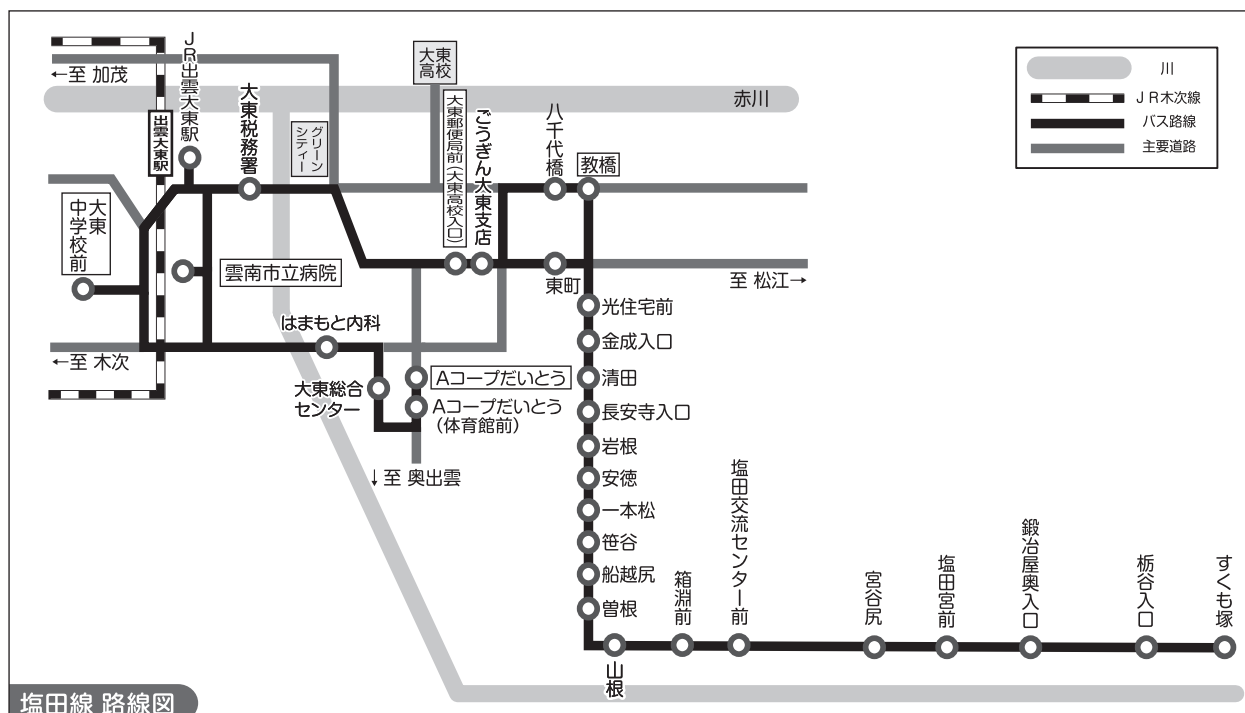 ←至 加茂
JR出雲大東駅
大東税務署
出雲大東駅
グリーン
シティー
大東
高校
大東郵便局前（大東高校入口）
ごうぎん大東支店
八千代橋
教橋
赤川
川
JR木次線
バス路線
主要道路
大東
中学校前
雲南市立病院
東町
至 松江→
←至 木次
はまもと内科
大東総合
センター
Aコープだいとう
Aコープだいとう
（体育館前）
↓至 奥出雲
光住宅前
金成入口
清田
長安寺入口
岩根
安徳
一本松
笹谷
船越尻
曽根
山根
箱淵前
塩田交流センター前
宮谷尻
塩田宮前
鍛冶屋奥入口
栃谷入口
すくも塚
塩田線 路線図